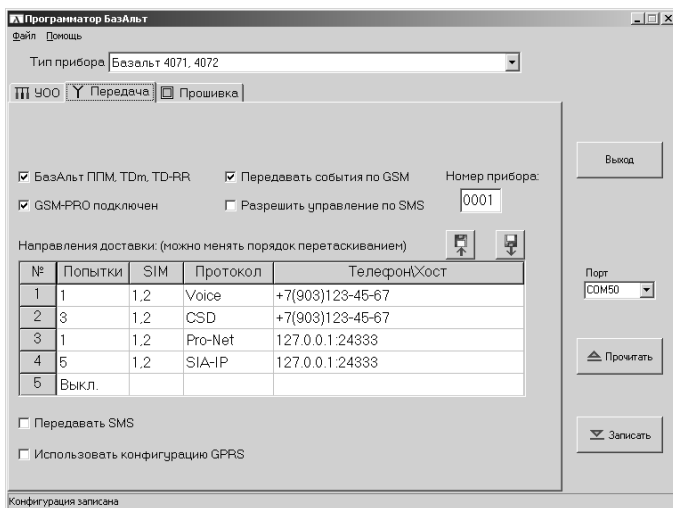 Программатор БазАльт
Файл Помощь
Тип прибора Базальт 4071, 4072
УОО Передача Прошивка
Выход
БазАльт ППМ, TDm, TD-RR Передавать события по GSM Номер прибора:
GSM-PRO подключен Разрешить управление по SMS 0001
Направления доставки: (можно менять порядок перетаскиванием)
№ Попытки SIM Протокол Телефон\Хост
1 1 1,2 Voice +7(903)123-45-67
2 3 1,2 CSD +7(903)123-45-67
3 1 1,2 Pro-Net 127.0.0.1:24333
4 5 1,2 SIA-IP 127.0.0.1:24333
5 Выкл.
Порт
COM50
Прочитать
Передавать SMS
Записать
Использовать конфигурацию GPRS
Конфигурация записана